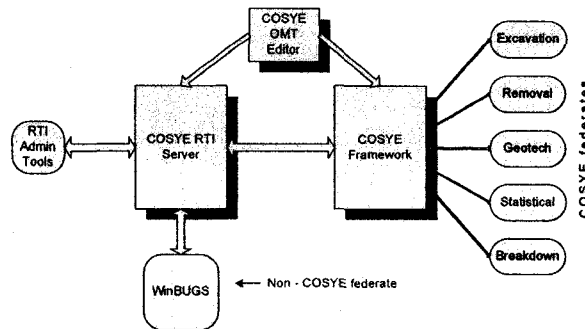 COSYE
OMT
Editor
Excavation
Removal
RTI
Admin
Tools
COSYE RTI
Server
COSYE
Framework
Geotech
Statistical
Breakdown
COSYE federates
WinBUGS
Non - COSYE federate